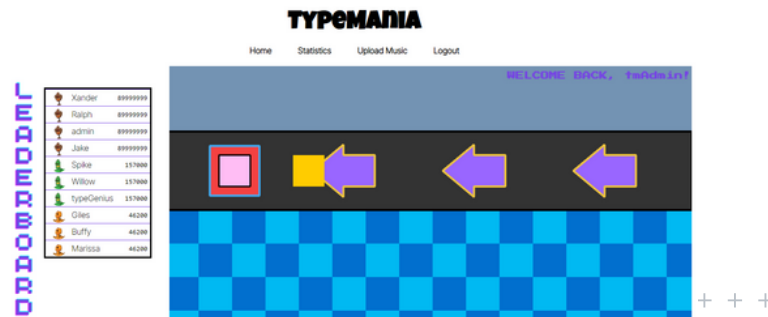 TYPEMANIA
Home Statistics Upload Music Logout
WELCOME BACK, tmAdmin!
LEADERBOARD
Xander 89999999
Ralph 89999999
admin 89999999
Jake 89999999
Spike 157000
Willow 157000
typeGenius 157000
Giles 46200
Buffy 46200
Marissa 46200